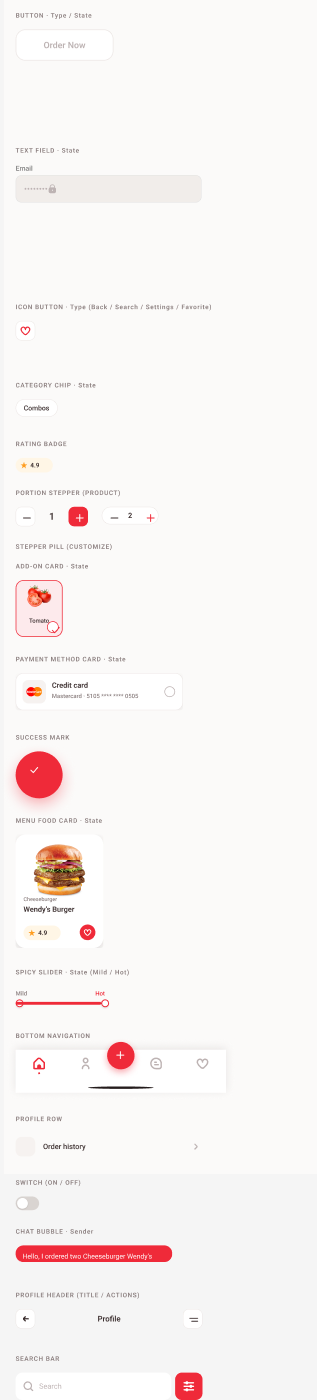 BUTTON · Type / State
Order Now
TEXT FIELD · State
Email
••••••••
ICON BUTTON · Type (Back / Search / Settings / Favorite)
CATEGORY CHIP · State
Combos
RATING BADGE
4.9
PORTION STEPPER (PRODUCT)
1
2
STEPPER PILL (CUSTOMIZE)
ADD-ON CARD · State
Tomato
PAYMENT METHOD CARD · State
Credit card
Mastercard · 5105 **** **** 0505
SUCCESS MARK
MENU FOOD CARD · State
Cheeseburger
Wendy's Burger
4.9
SPICY SLIDER · State (Mild / Hot)
Mild Hot
BOTTOM NAVIGATION
PROFILE ROW
Order history
SWITCH (ON / OFF)
CHAT BUBBLE · Sender
Hello, I ordered two Cheeseburger Wendy's
PROFILE HEADER (TITLE / ACTIONS)
Profile
SEARCH BAR
Search